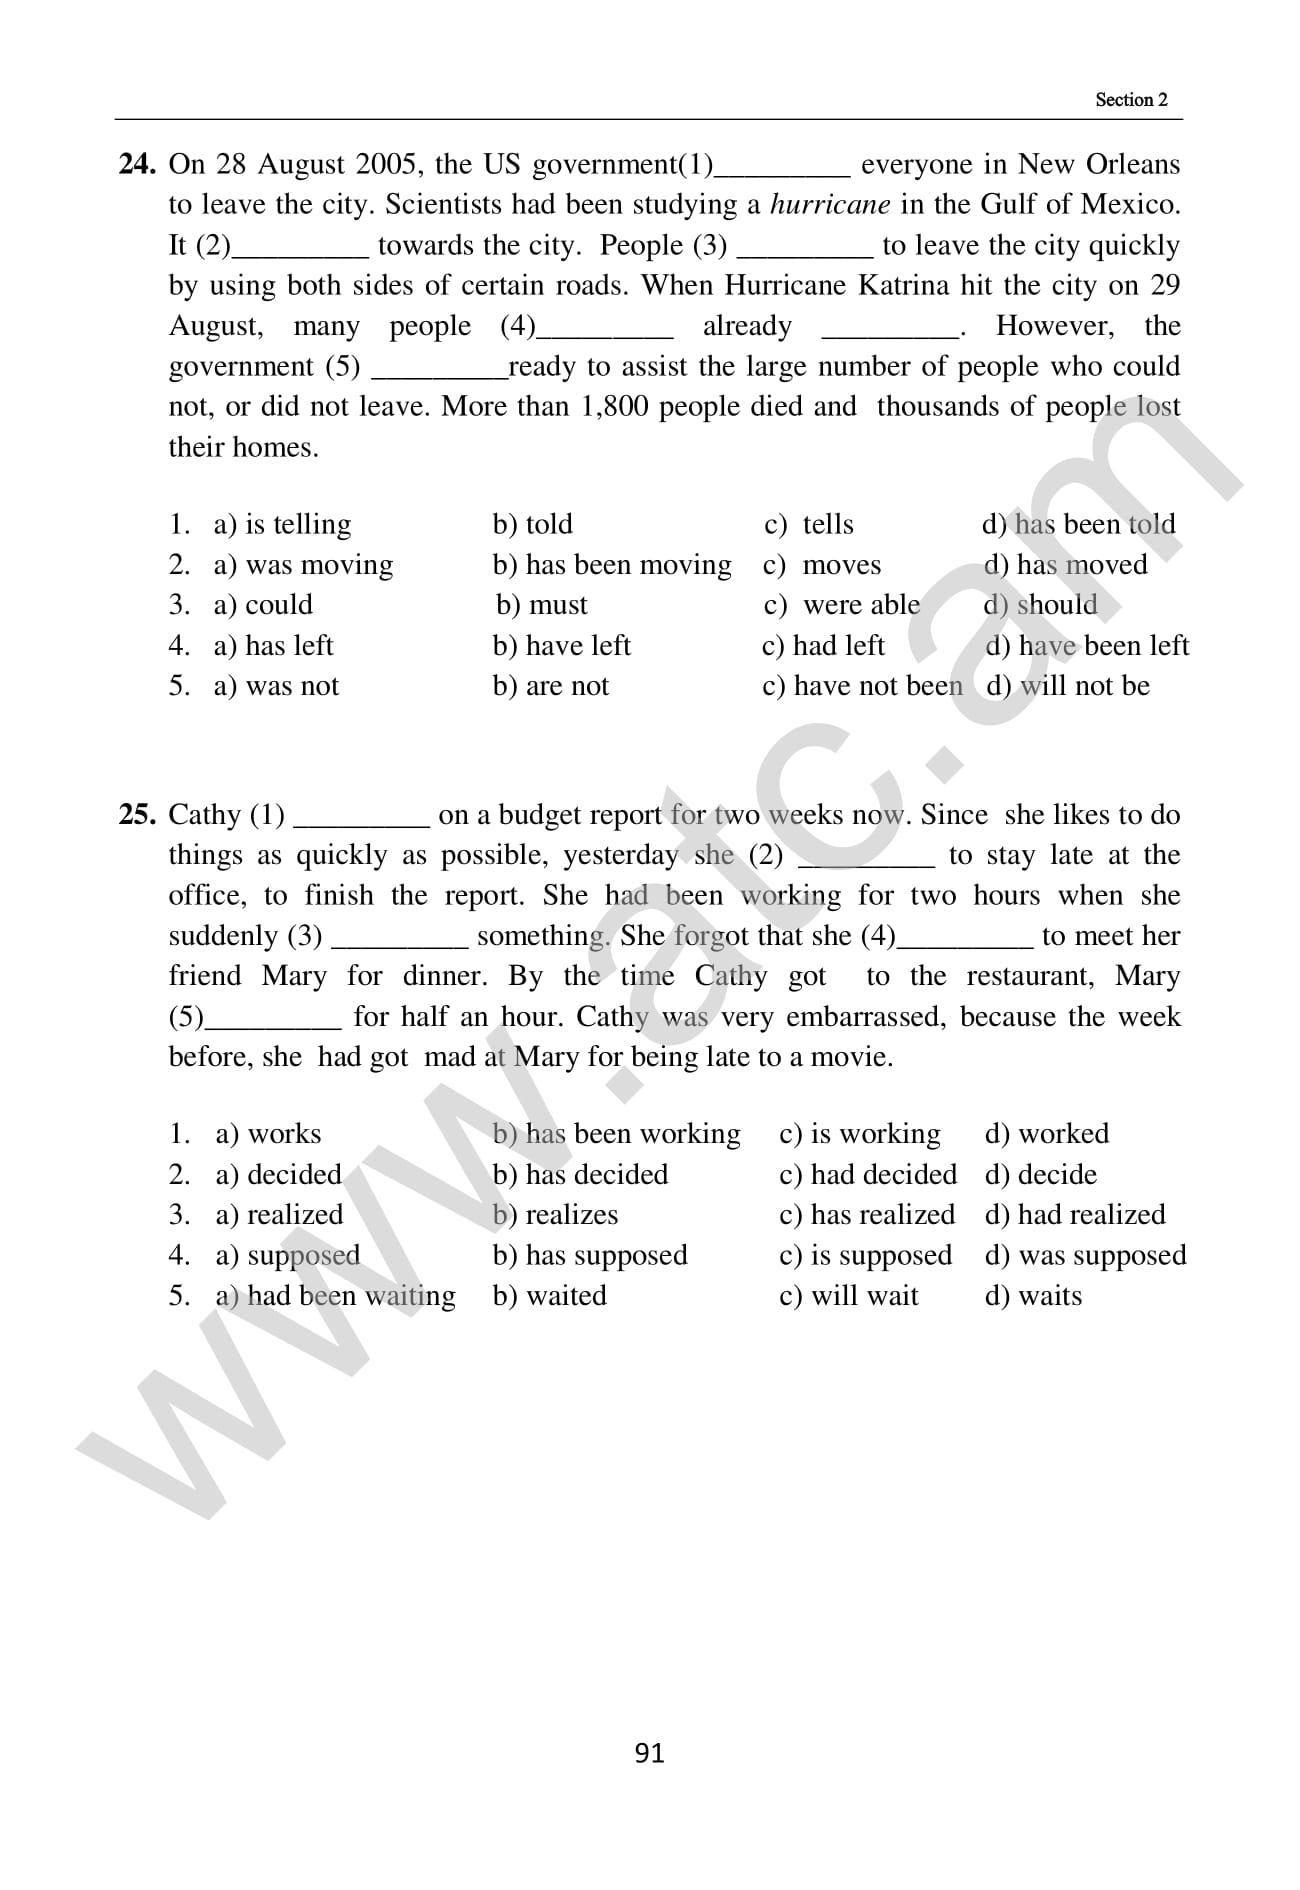 Section 2
24. On 28 August 2005, the US government(1)_________ everyone in New Orleans
to leave the city. Scientists had been studying a hurricane in the Gulf of Mexico.
It (2)_________ towards the city. People (3) _________ to leave the city quickly
by using both sides of certain roads. When Hurricane Katrina hit the city on 29
August, many people (4)_________ already _________. However, the
government (5) _________ready to assist the large number of people who could
not, or did not leave. More than 1,800 people died and thousands of people lost
their homes.
1. a) is telling b) told c) tells d) has been told
2. a) was moving b) has been moving c) moves d) has moved
3. a) could b) must c) were able d) should
4. a) has left b) have left c) had left d) have been left
5. a) was not b) are not c) have not been d) will not be
25. Cathy (1) _________ on a budget report for two weeks now. Since she likes to do
things as quickly as possible, yesterday she (2) _________ to stay late at the
office, to finish the report. She had been working for two hours when she
suddenly (3) _________ something. She forgot that she (4)_________ to meet her
friend Mary for dinner. By the time Cathy got to the restaurant, Mary
(5)_________ for half an hour. Cathy was very embarrassed, because the week
before, she had got mad at Mary for being late to a movie.
1. a) works b) has been working c) is working d) worked
2. a) decided b) has decided c) had decided d) decide
3. a) realized b) realizes c) has realized d) had realized
4. a) supposed b) has supposed c) is supposed d) was supposed
5. a) had been waiting b) waited c) will wait d) waits
www.atc.am
91